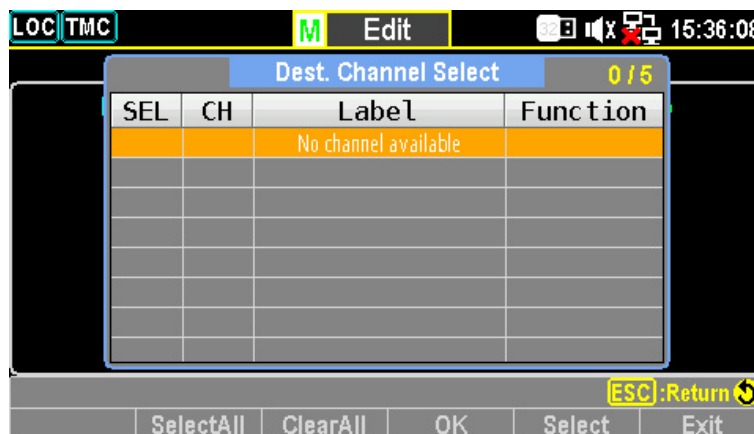 LOC TMC M Edit 32 X 15:36:08
Dest. Channel Select 0 / 5
SEL CH Label Function
No channel available
ESC :Return
SelectAll ClearAll OK Select Exit